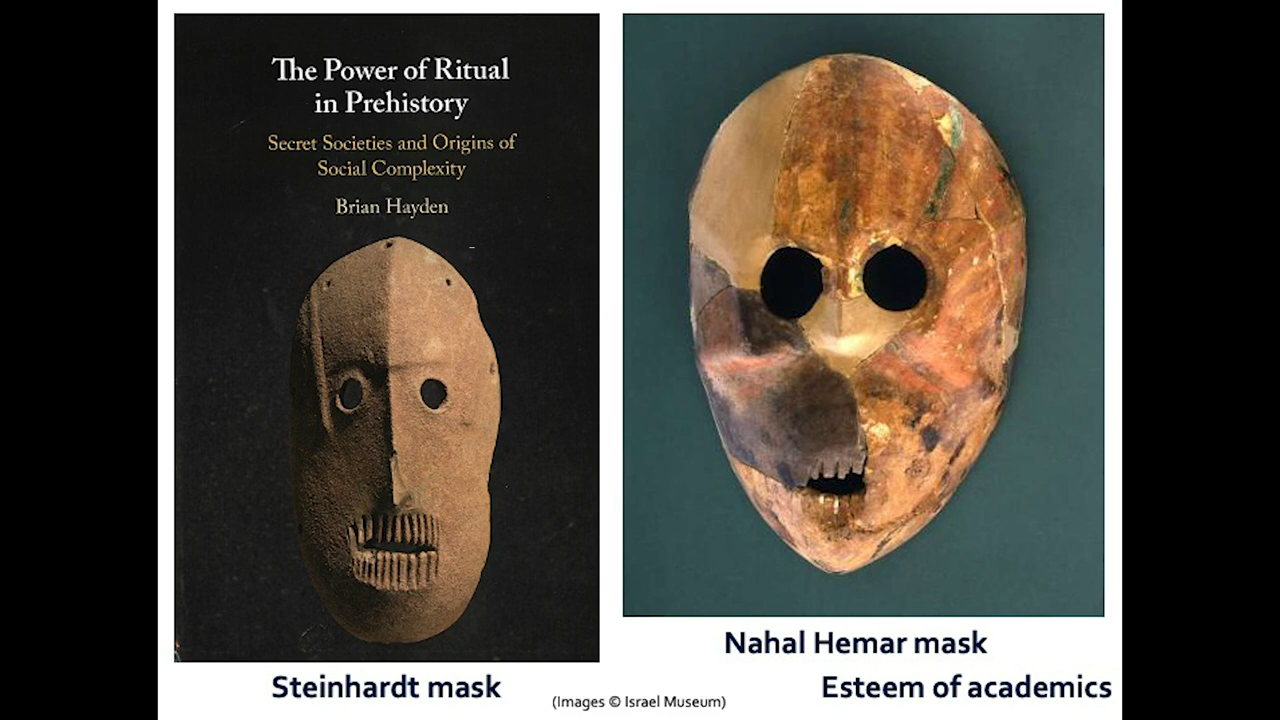 The Power of Ritual
in Prehistory
Secret Societies and Origins of
Social Complexity
Brian Hayden
Steinhardt mask
(Images © Israel Museum)
Nahal Hemar mask
Esteem of academics